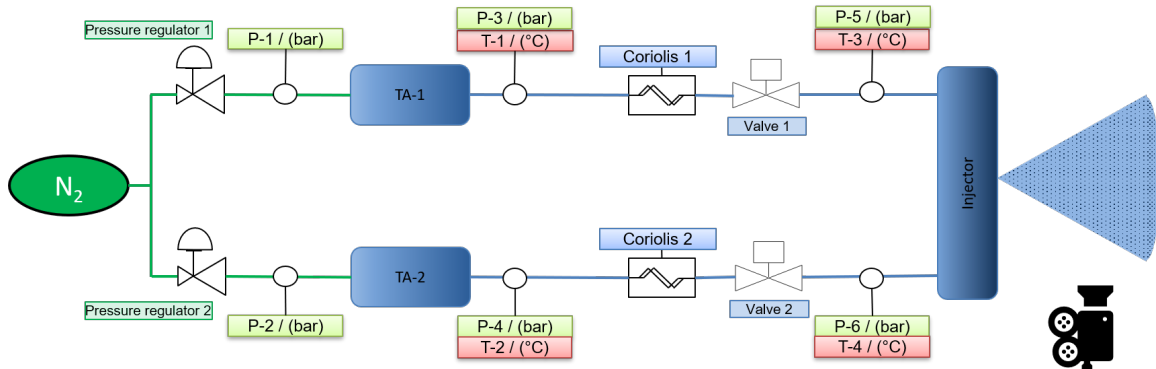 Pressure regulator 1
P-1 / (bar)
P-3 / (bar)
T-1 / (°C)
Coriolis 1
P-5 / (bar)
T-3 / (°C)
TA-1
Valve 1
N₂
Injector
Coriolis 2
TA-2
Pressure regulator 2
P-2 / (bar)
P-4 / (bar)
T-2 / (°C)
Valve 2
P-6 / (bar)
T-4 / (°C)